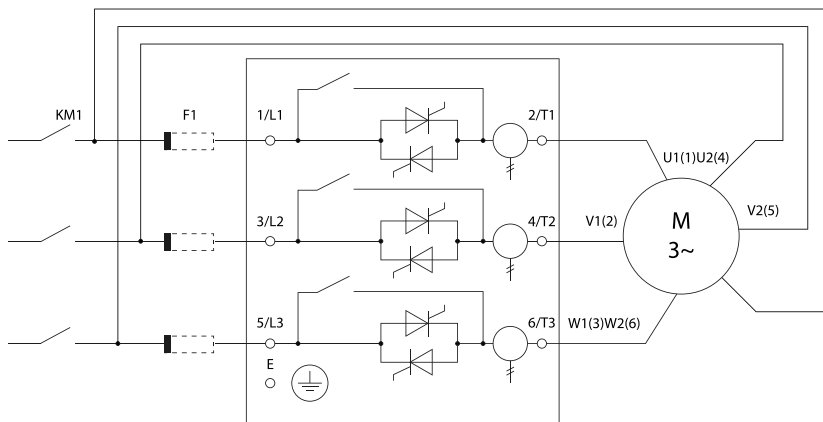 KM1
F1
1/L1
2/T1
U1(1)U2(4)
3/L2
4/T2
V1(2)
V2(5)
M
3~
5/L3
6/T3
W1(3)W2(6)
E